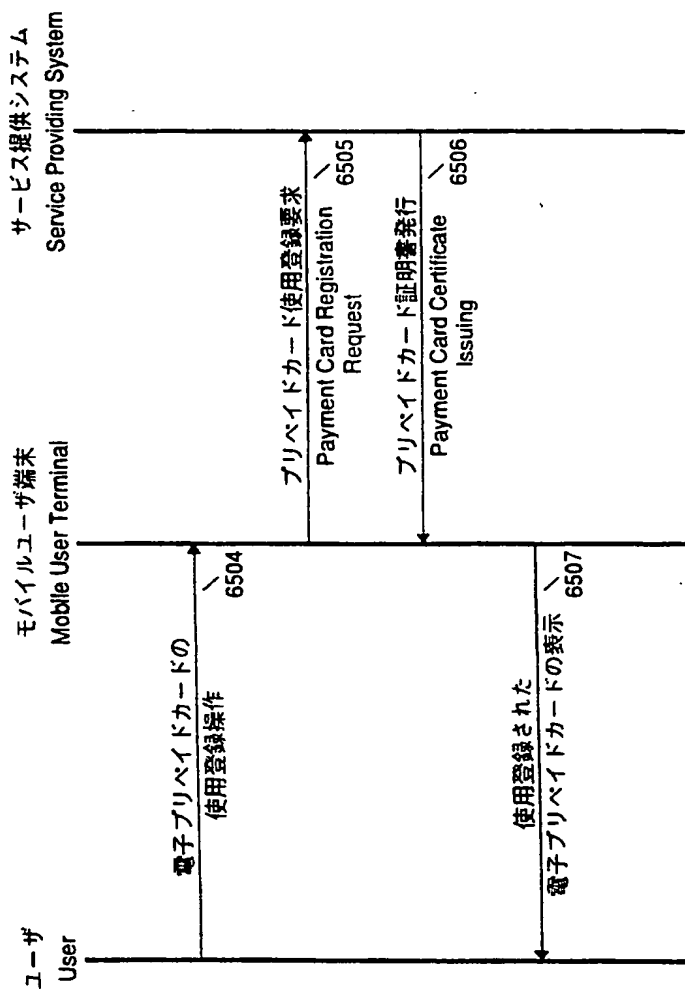 ユーザ
User
モバイルユーザ端末
Mobile User Terminal
サービス提供システム
Service Providing System
電子プリペイドカードの
使用登録操作
6504
プリペイドカード使用登録要求
6505
Payment Card Registration
Request
プリペイドカード証明書発行
6506
Payment Card Certificate
Issuing
使用登録された
6507
電子プリペイドカードの表示